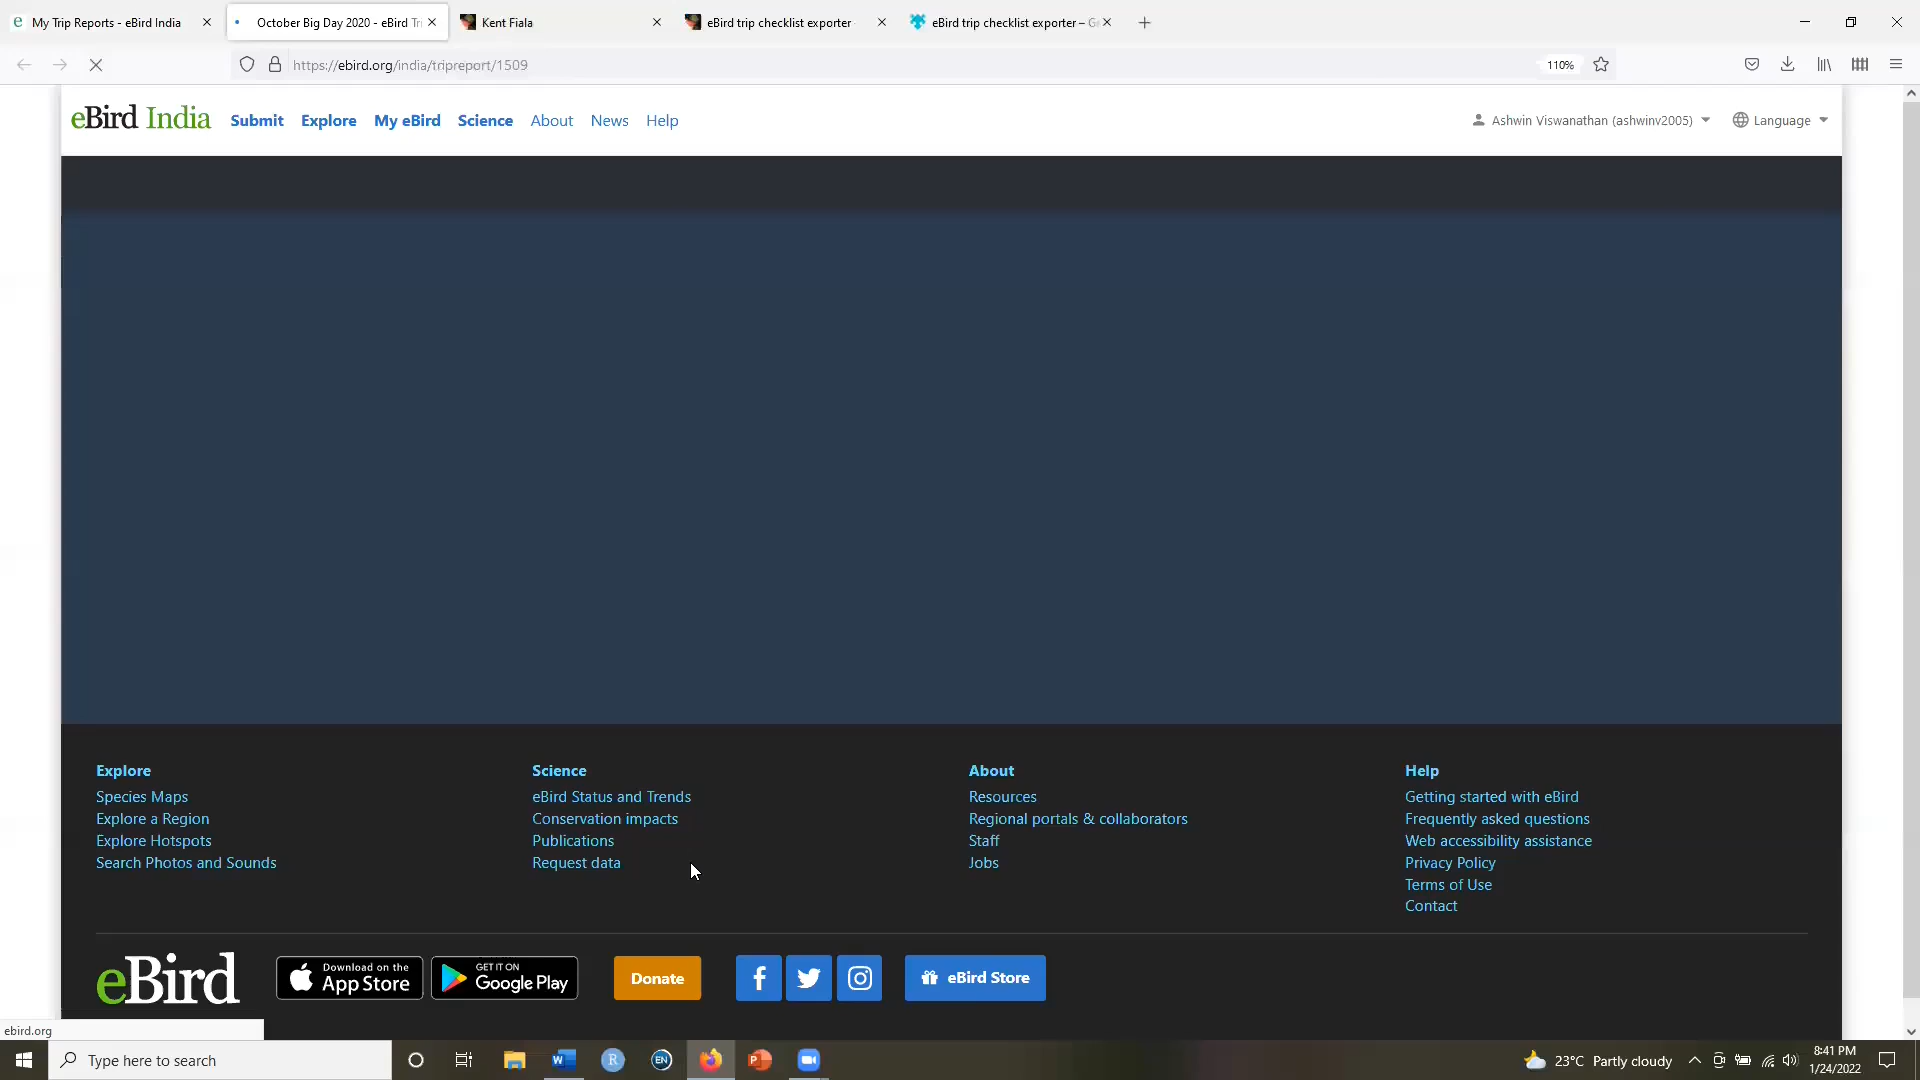 My Trip Reports - eBird India
October Big Day 2020 - eBird Tr
Kent Fiala
eBird trip checklist exporter
eBird trip checklist exporter – G
https://ebird.org/india/tripreport/1509
110%
eBird India
Submit
Explore
My eBird
Science
About
News
Help
Ashwin Viswanathan (ashwinv2005)
Language
Explore
Species Maps
Explore a Region
Explore Hotspots
Search Photos and Sounds
Science
eBird Status and Trends
Conservation impacts
Publications
Request data
About
Resources
Regional portals & collaborators
Staff
Jobs
Help
Getting started with eBird
Frequently asked questions
Web accessibility assistance
Privacy Policy
Terms of Use
Contact
eBird
Download on the
App Store
GET IT ON
Google Play
Donate
eBird Store
ebird.org
Type here to search
EN
23°C Partly cloudy
8:41 PM
1/24/2022